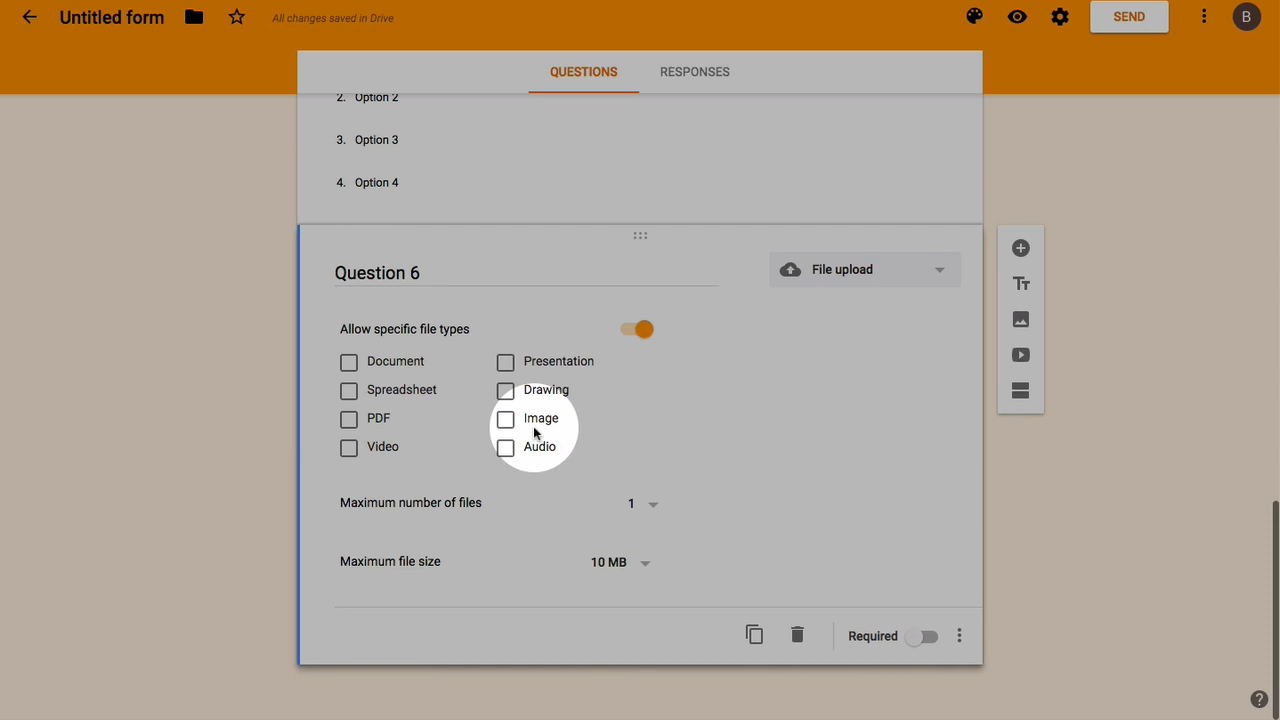 Untitled form All changes saved in Drive SEND B
QUESTIONS RESPONSES
2. Option 2
3. Option 3
4. Option 4
Question 6 File upload
Allow specific file types
Document Presentation
Spreadsheet Drawing
PDF Image
Video Audio
Maximum number of files 1
Maximum file size 10 MB
Required